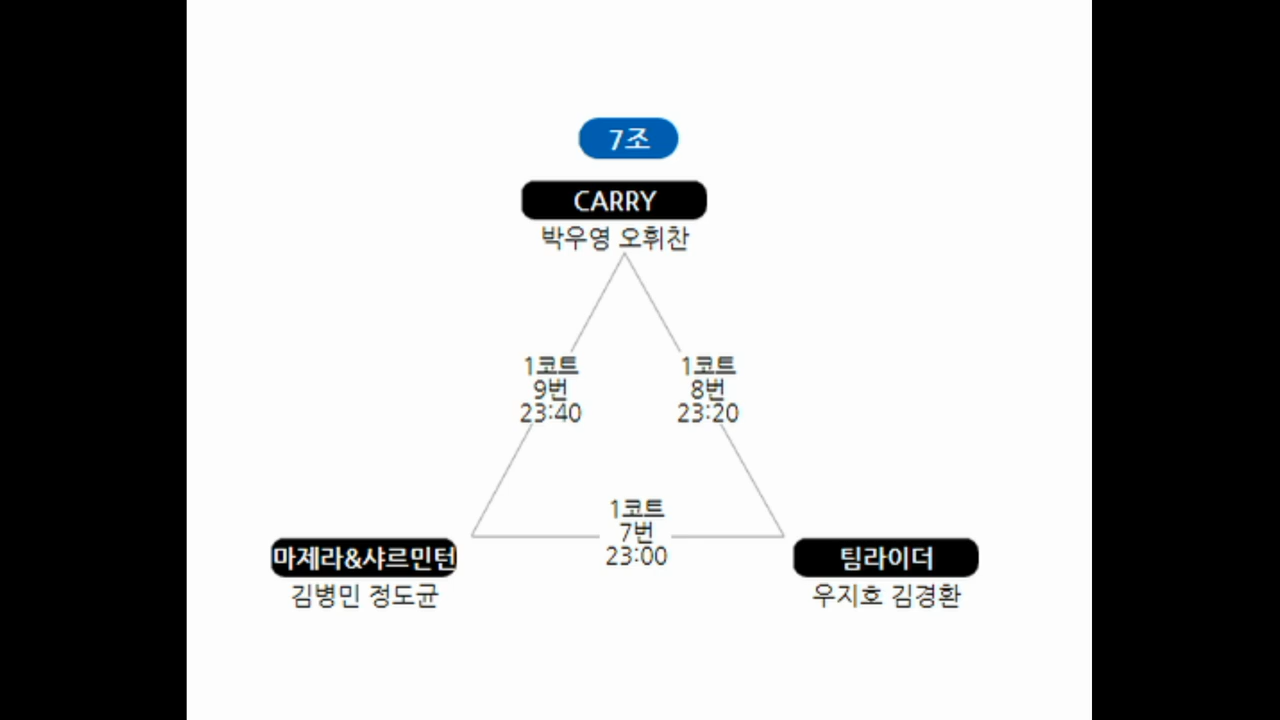 7조
CARRY
박우영 오휘찬
1코트
9번
23:40
1코트
8번
23:20
1코트
7번
23:00
마제라&샤르민턴
김병민 정도균
팀라이더
우지호 김경환